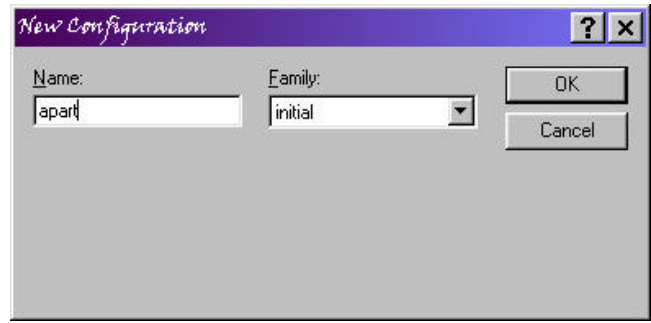 New Configuration
Name:
Family:
OK
apart
initial
Cancel